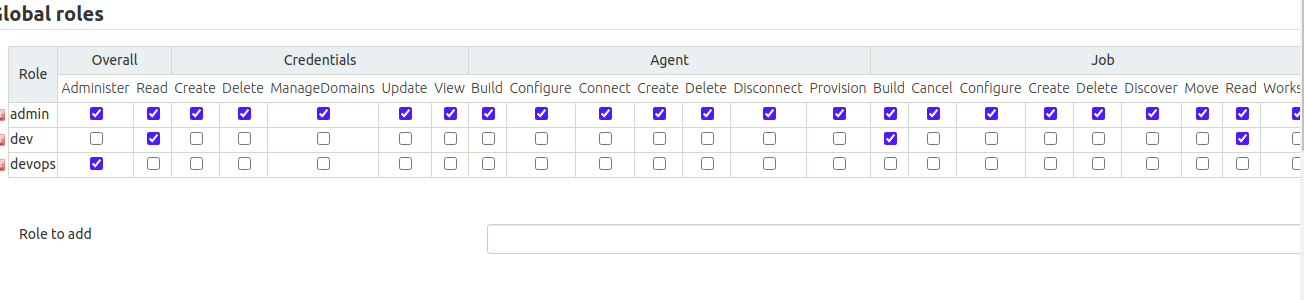 Global roles
Role Overall Credentials Agent Job
Administer Read Create Delete ManageDomains Update View Build Configure Connect Create Delete Disconnect Provision Build Cancel Configure Create Delete Discover Move Read Works
admin
dev
devops
Role to add